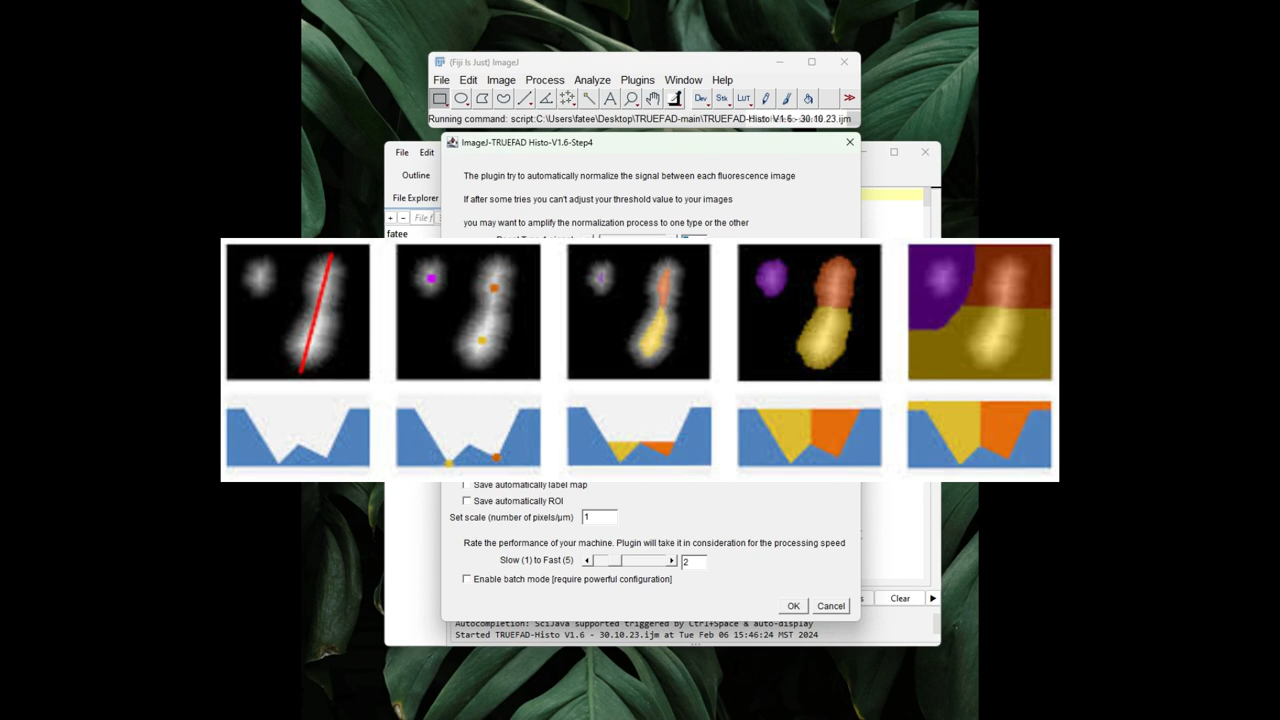 (Fiji Is Just) ImageJ
File Edit Image Process Analyze Plugins Window Help
Dev Stk LUT
Running command: script:C:\Users\fatee\Desktop\TRUEFAD-main\TRUEFAD-Histo V1.6 - 30.10.23.ijm
ImageJ-TRUEFAD Histo-V1.6-Step4
File Edit
Outline
File Explorer
fatee
The plugin try to automatically normalize the signal between each fluorescence image
If after some tries you can't adjust your threshold value to your images
you may want to amplify the normalization process to one type or the other
Save automatically label map
Save automatically ROI
Set scale (number of pixels/µm) 1
Rate the performance of your machine. Plugin will take it in consideration for the processing speed
Slow (1) to Fast (5) 2
Enable batch mode [require powerful configuration]
OK Cancel
Clear
Autocompletion: SciJava supported triggered by Ctrl+Space & auto-display
Started TRUEFAD-Histo V1.6 - 30.10.23.ijm at Tue Feb 06 15:46:24 MST 2024